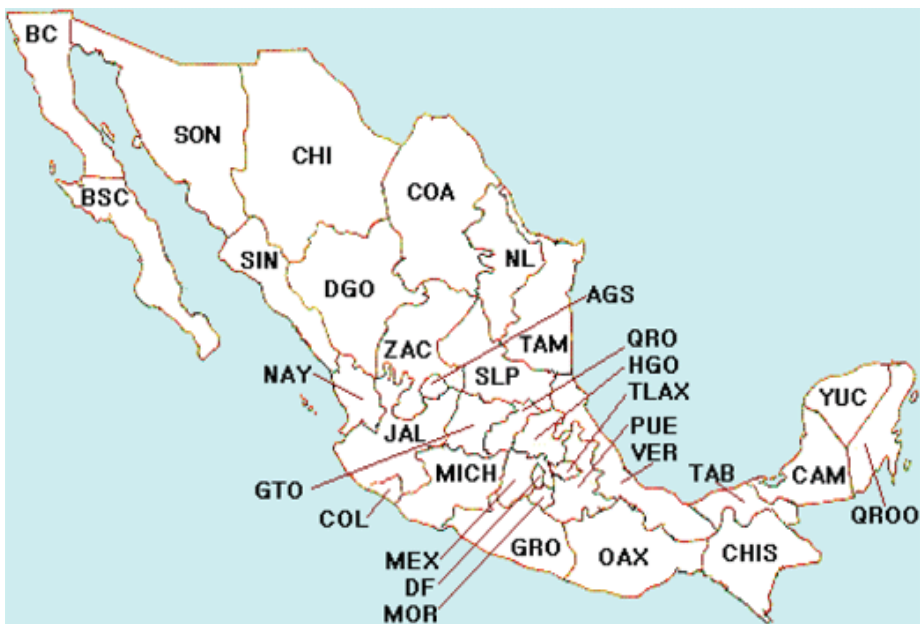 BC
SON
CHI
BSC
COA
SIN
NL
DGO
AGS
ZAC
TAM
QRO
NAY
SLP
HGO
TLAX
YUC
JAL
PUE
VER
MICH
TAB
CAM
GTO
QROO
COL
GRO
OAX
CHIS
MEX
DF
MOR